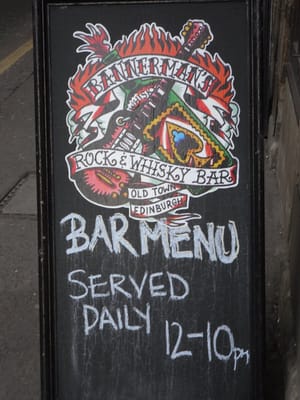 BANNERMAN'S
ROCK & WHISKY BAR
OLD TOWN
EDINBURGH
BAR MENU
SERVED
DAILY
12-10pm